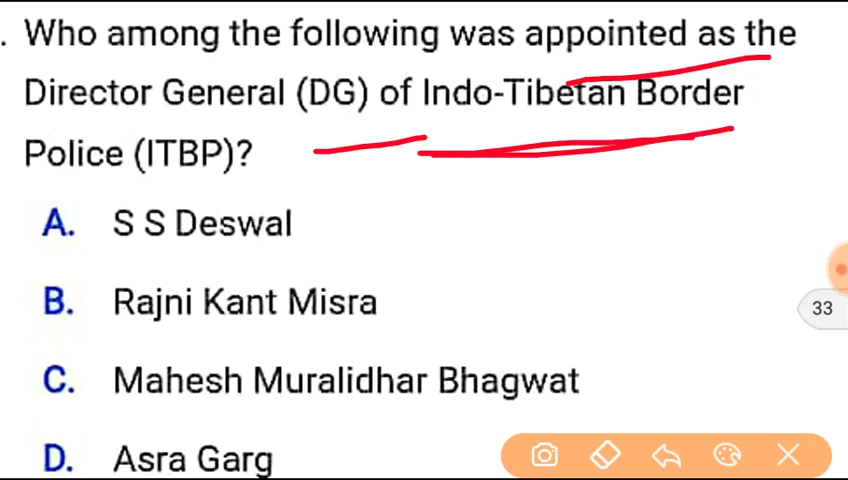 . Who among the following was appointed as the
Director General (DG) of Indo-Tibetan Border
Police (ITBP)?
A. S S Deswal
B. Rajni Kant Misra
C. Mahesh Muralidhar Bhagwat
D. Asra Garg
33